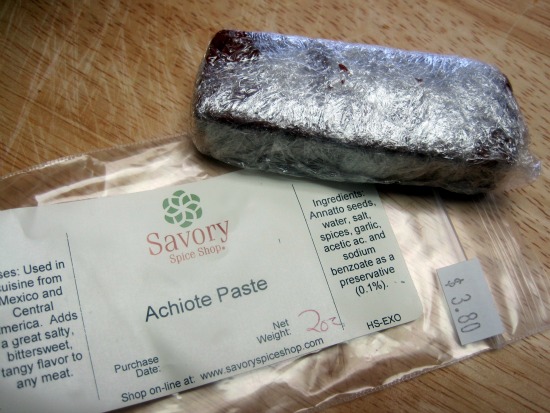 ses: Used in
uisine from
Mexico and
Central
merica. Adds
a great salty,
bittersweet,
tangy flavor to
any meat.
Savory
Spice Shop®
Achiote Paste
Net
Weight: 2oz
Purchase
Date:
Shop on-line at: www.savoryspiceshop.com
Ingredients:
Annatto seeds,
water, salt,
spices, garlic,
acetic ac. and
sodium
benzoate as a
preservative
(0.1%).
HS-EXO
$3.80